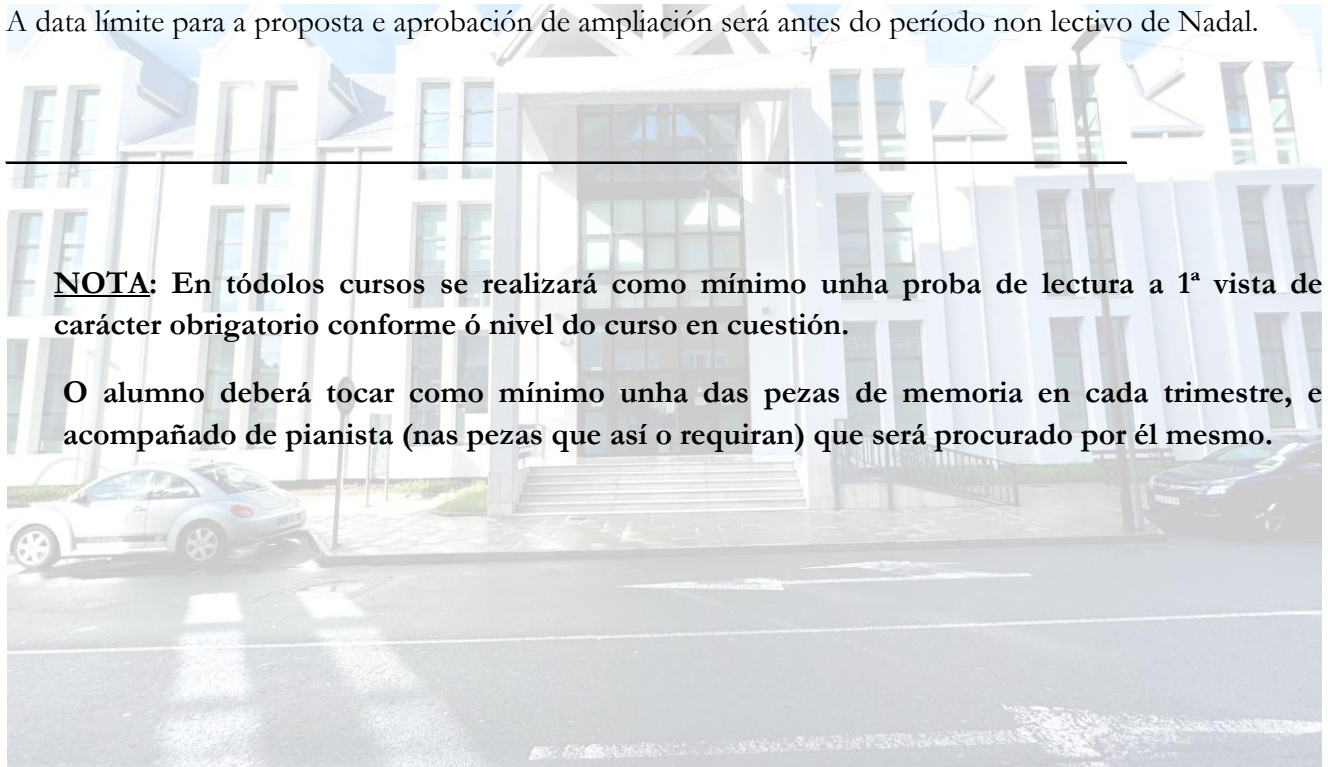 A data límite para a proposta e aprobación de ampliación será antes do período non lectivo de Nadal.
NOTA: En tódolos cursos se realizará como mínimo unha proba de lectura a 1ª vista de
carácter obrigatorio conforme ó nivel do curso en cuestión.
O alumno deberá tocar como mínimo unha das pezas de memoria en cada trimestre, e
acompañado de pianista (nas pezas que así o requiran) que será procurado por él mesmo.